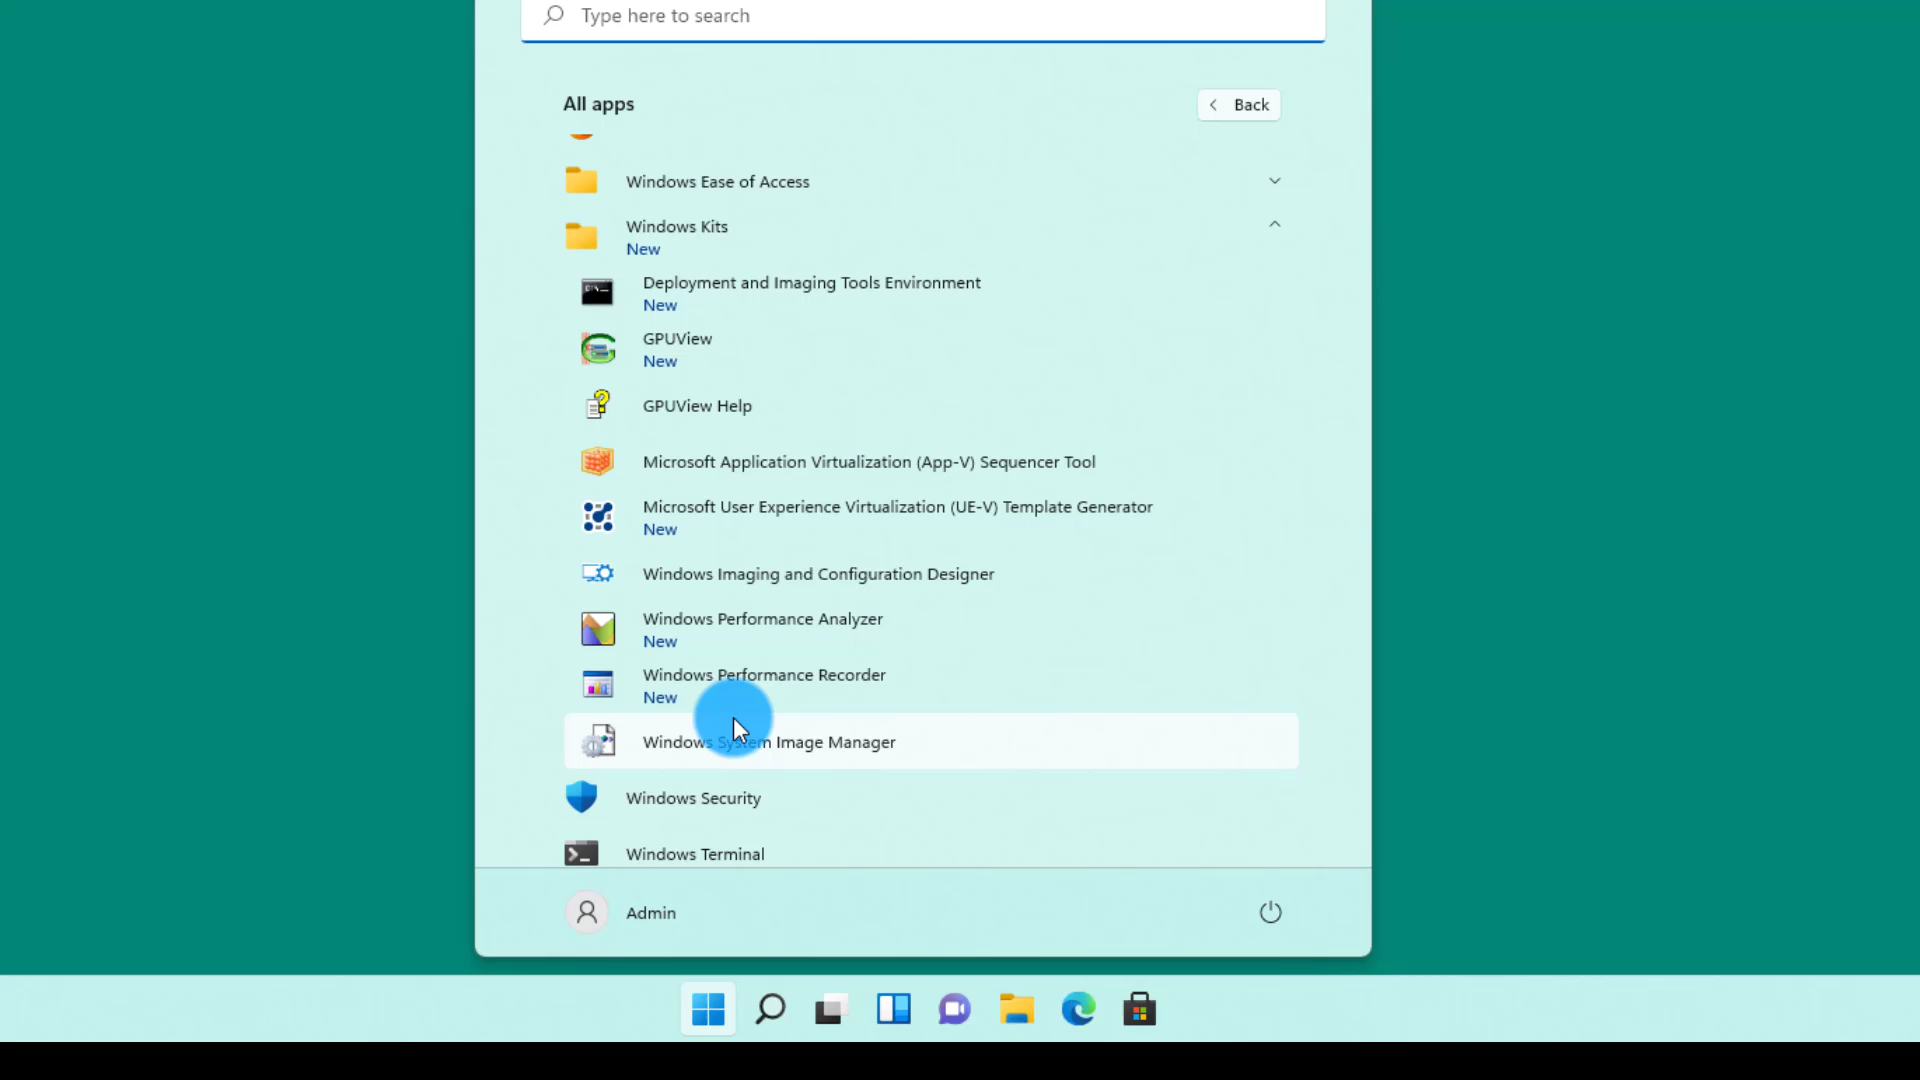 Type here to search
All apps
Back
Windows Ease of Access
Windows Kits
New
Deployment and Imaging Tools Environment
New
GPUView
New
GPUView Help
Microsoft Application Virtualization (App-V) Sequencer Tool
Microsoft User Experience Virtualization (UE-V) Template Generator
New
Windows Imaging and Configuration Designer
Windows Performance Analyzer
New
Windows Performance Recorder
New
Windows System Image Manager
Windows Security
Windows Terminal
Admin